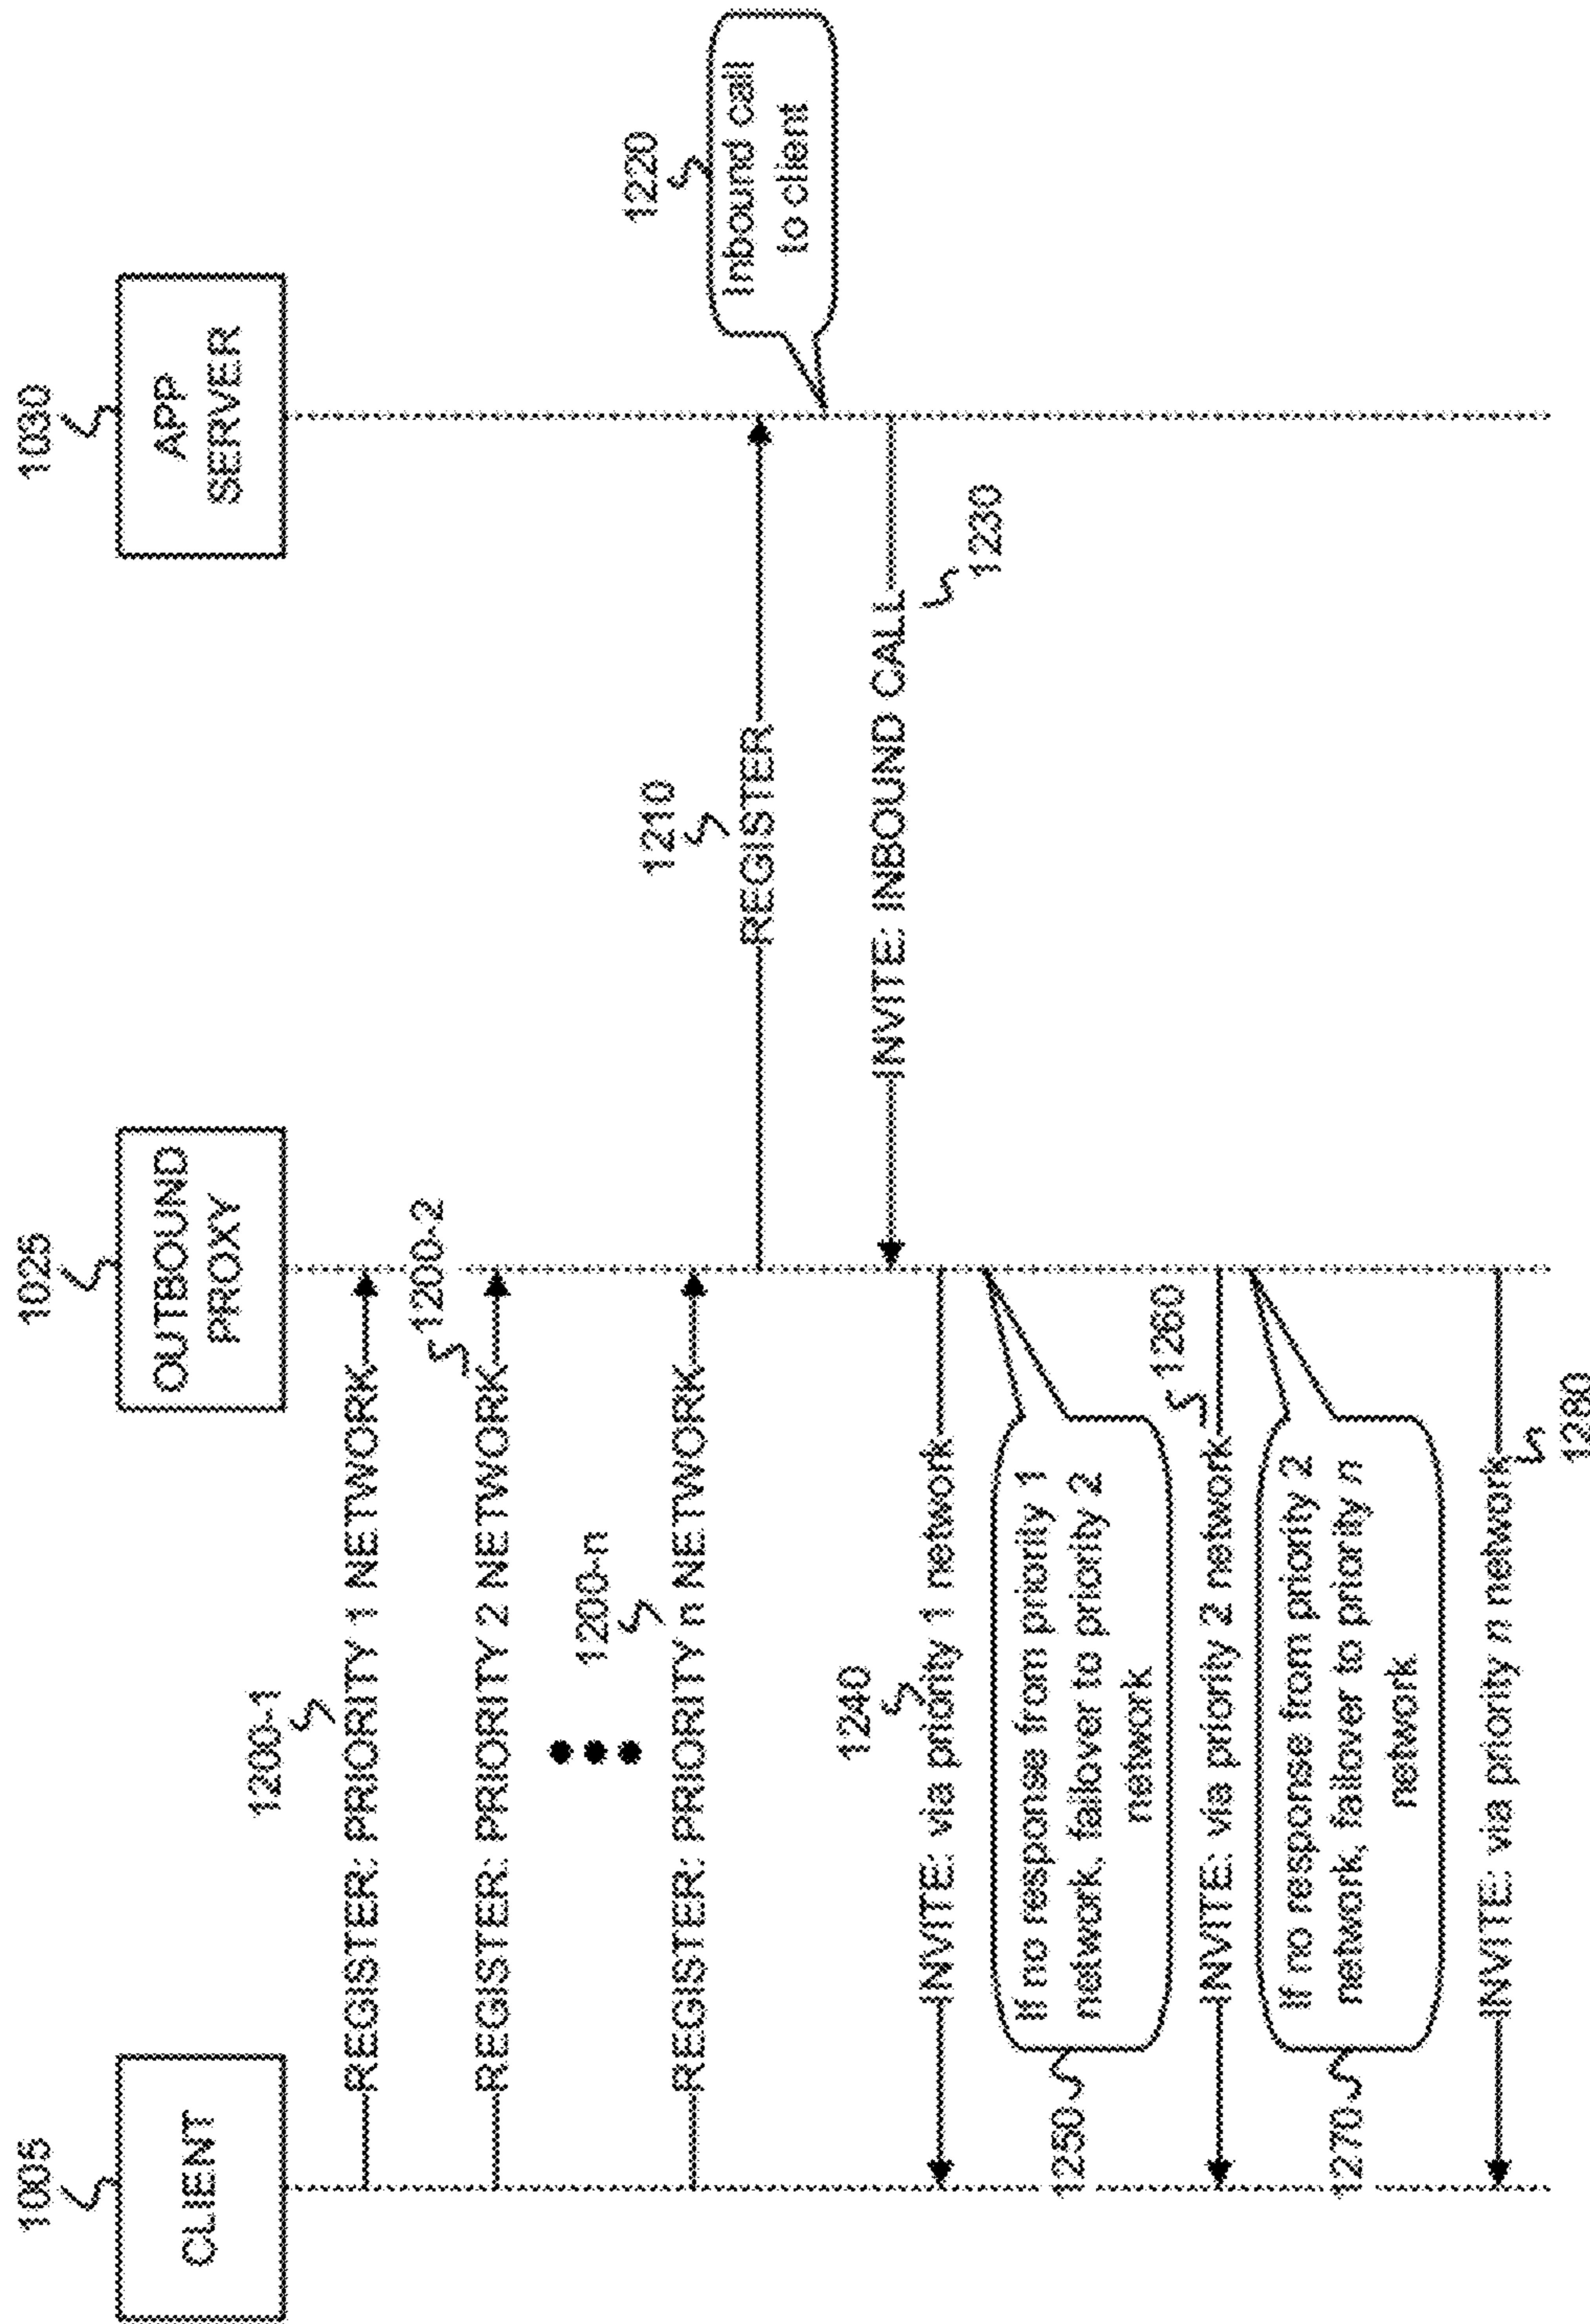 1005
CLIENT
1025
OUTBOUND
PROXY
1030
APP
SERVER
1200-1
REGISTER: PRIORITY 1 NETWORK
1200-2
REGISTER: PRIORITY 2 NETWORK
1200-n
REGISTER: PRIORITY n NETWORK
1210
REGISTER
1220
Inbound call
to client
INVITE: INBOUND CALL
1230
1240
INVITE: via priority 1 network
1250
If no response from priority 1
network, failover to priority 2
network
1260
INVITE: via priority 2 network
1270
If no response from priority 2
network, failover to priority n
network
INVITE: via priority n network
1280